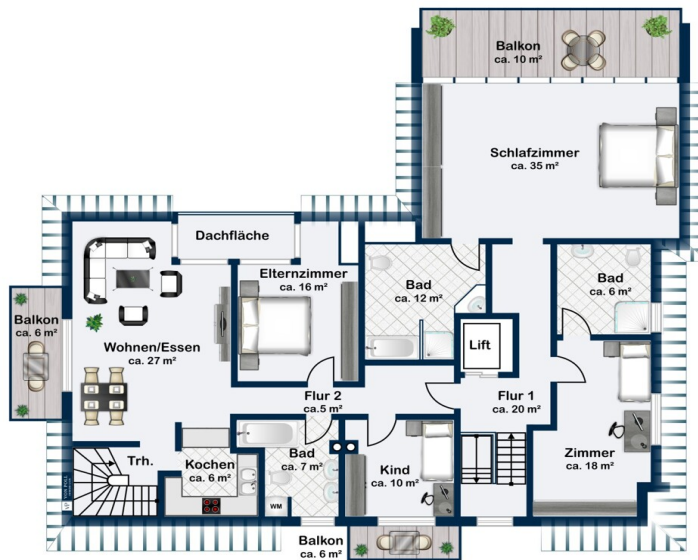 Balkon
ca. 10 m²
Schlafzimmer
ca. 35 m²
Dachfläche
Elternzimmer
ca. 16 m²
Bad
ca. 12 m²
Bad
ca. 6 m²
Balkon
ca. 6 m²
Wohnen/Essen
ca. 27 m²
Lift
Flur 2
ca.5 m²
Flur 1
ca. 20 m²
Trh.
Kochen
ca. 6 m²
Bad
ca. 7 m²
WM
Kind
ca. 10 m²
Zimmer
ca. 18 m²
Balkon
ca. 6 m²